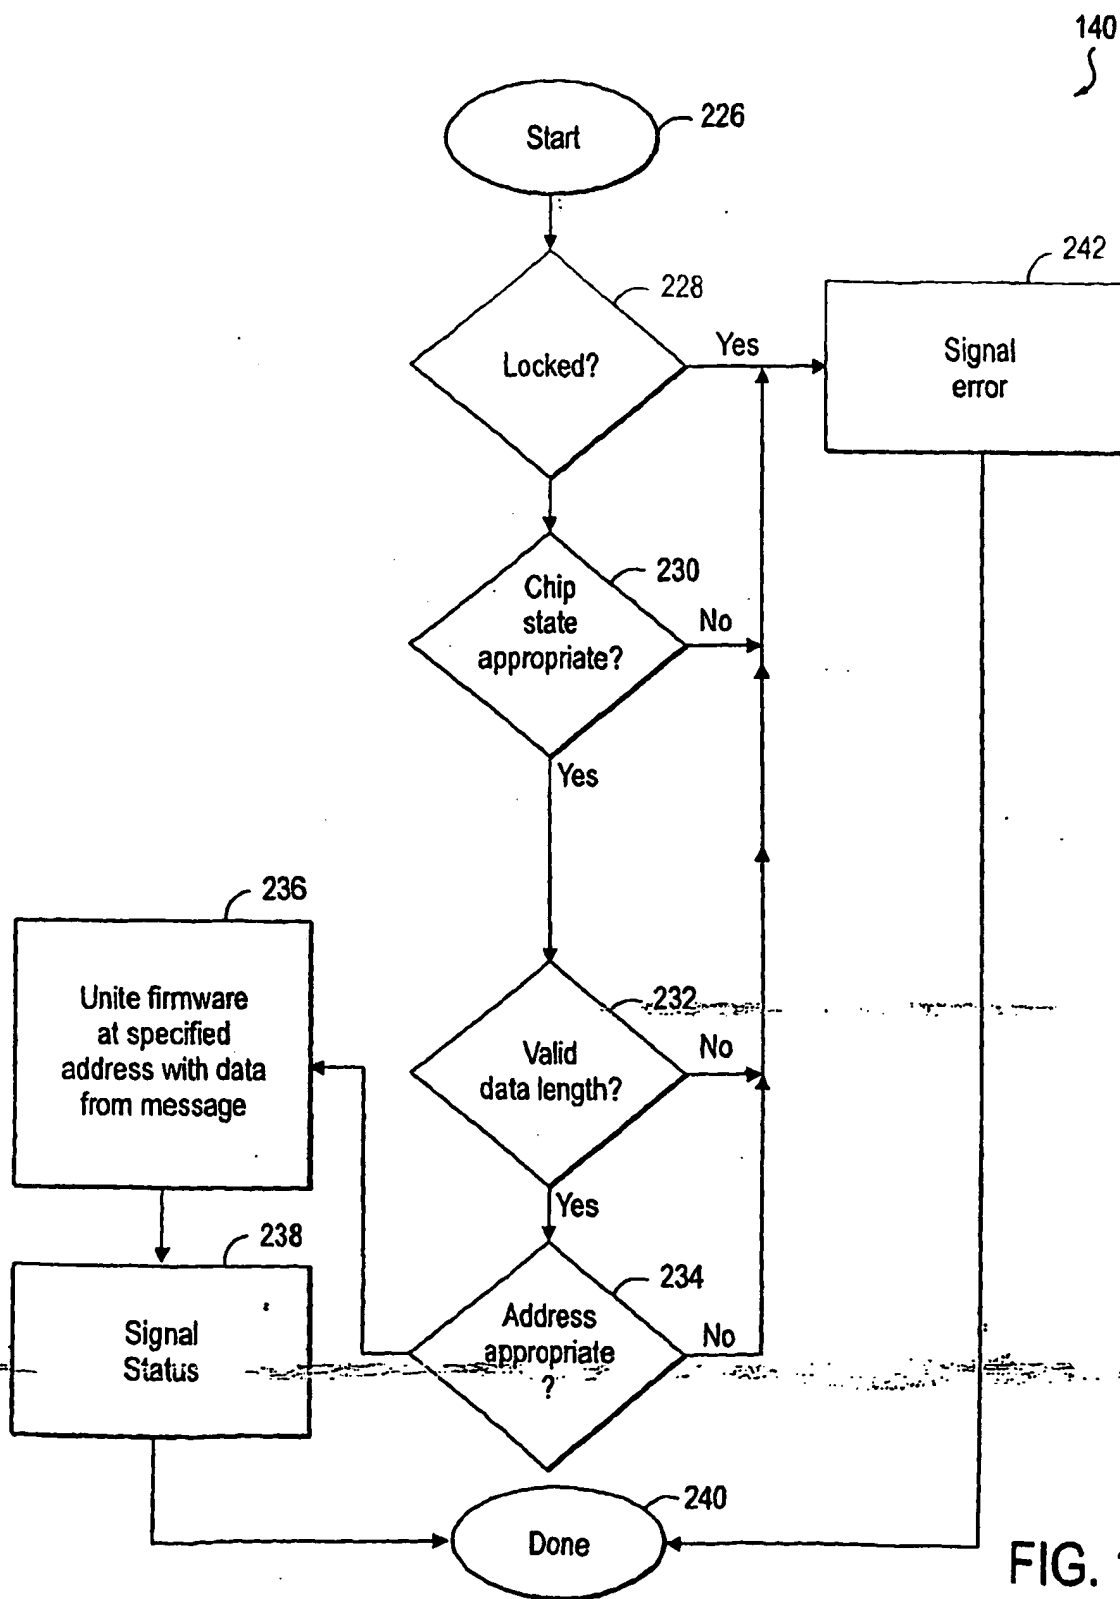 140
Start
226
228
Locked?
Yes
242
Signal
error
230
Chip
state
appropriate?
No
Yes
236
Unite firmware
at specified
address with data
from message
232
Valid
data length?
No
Yes
238
Signal
Status
234
Address
appropriate
?
No
240
Done
FIG.